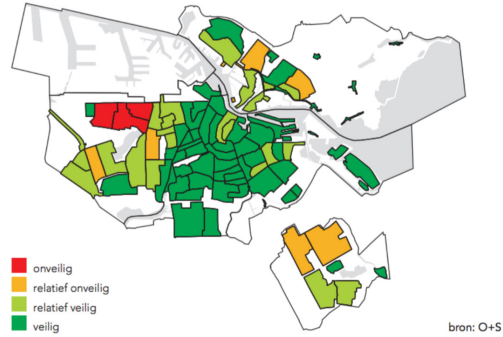 onveilig
relatief onveilig
relatief veilig
veilig
bron: O+S